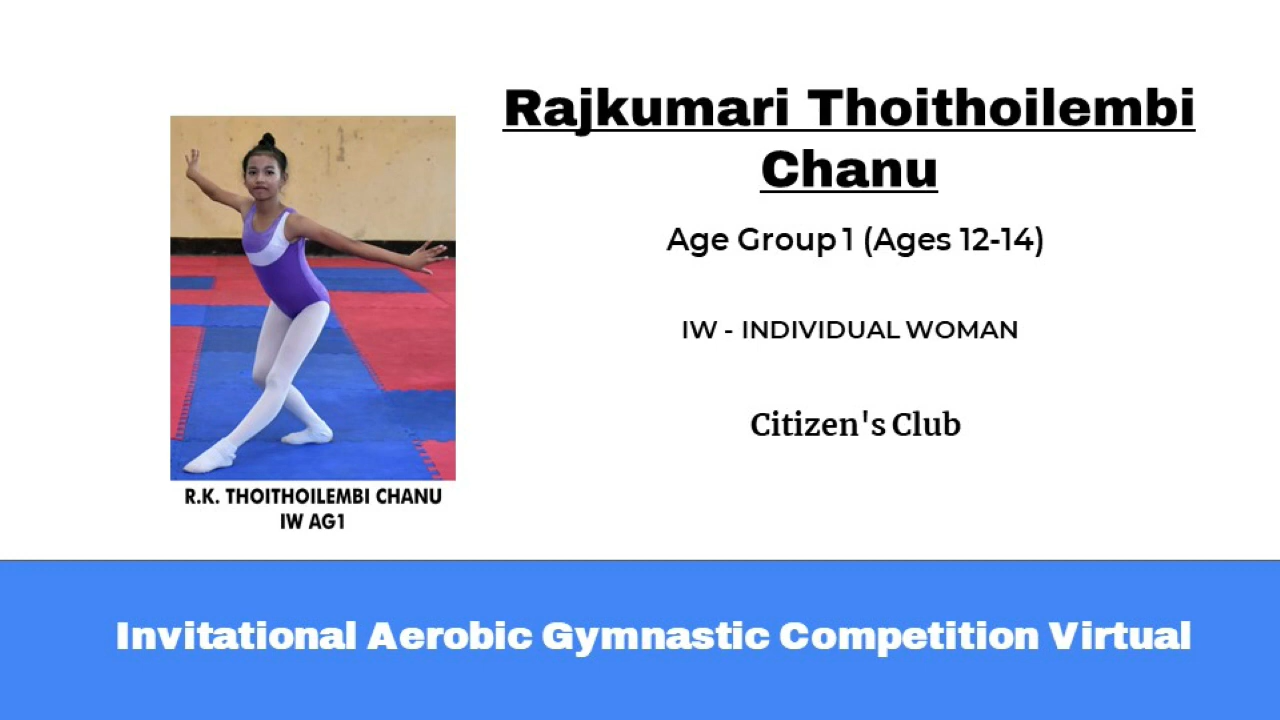 Rajkumari Thoithoilembi
Chanu
Age Group 1 (Ages 12-14)
IW - INDIVIDUAL WOMAN
Citizen's Club
R.K. THOITHOILEMBI CHANU
IW AG1
Invitational Aerobic Gymnastic Competition Virtual